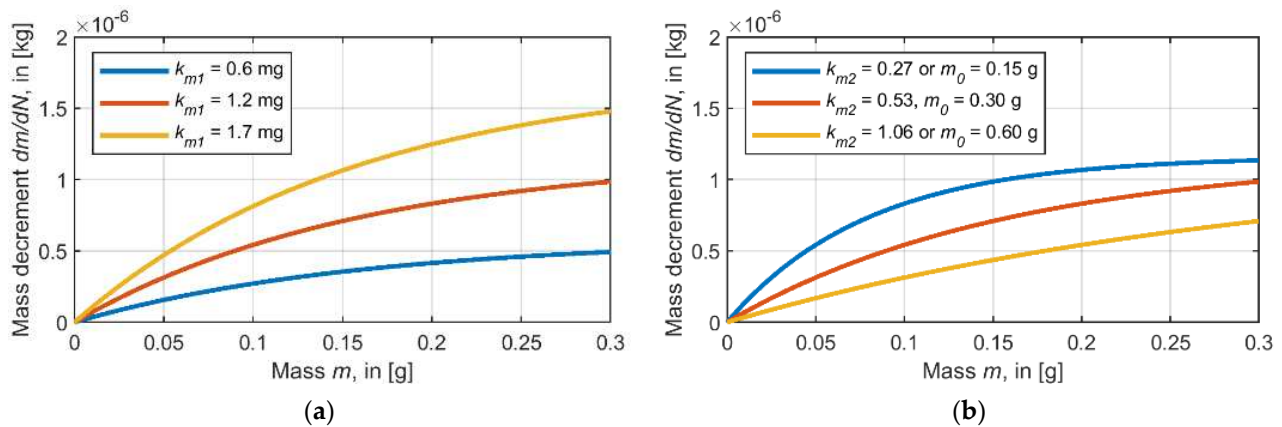 ×10⁻⁶
2
1.5
1
0.5
0
Mass decrement dm/dN, in [kg]
k_m1 = 0.6 mg
k_m1 = 1.2 mg
k_m1 = 1.7 mg
0 0.05 0.1 0.15 0.2 0.25 0.3
Mass m, in [g]
(a)
×10⁻⁶
2
1.5
1
0.5
0
Mass decrement dm/dN, in [kg]
k_m2 = 0.27 or m_0 = 0.15 g
k_m2 = 0.53, m_0 = 0.30 g
k_m2 = 1.06 or m_0 = 0.60 g
0 0.05 0.1 0.15 0.2 0.25 0.3
Mass m, in [g]
(b)